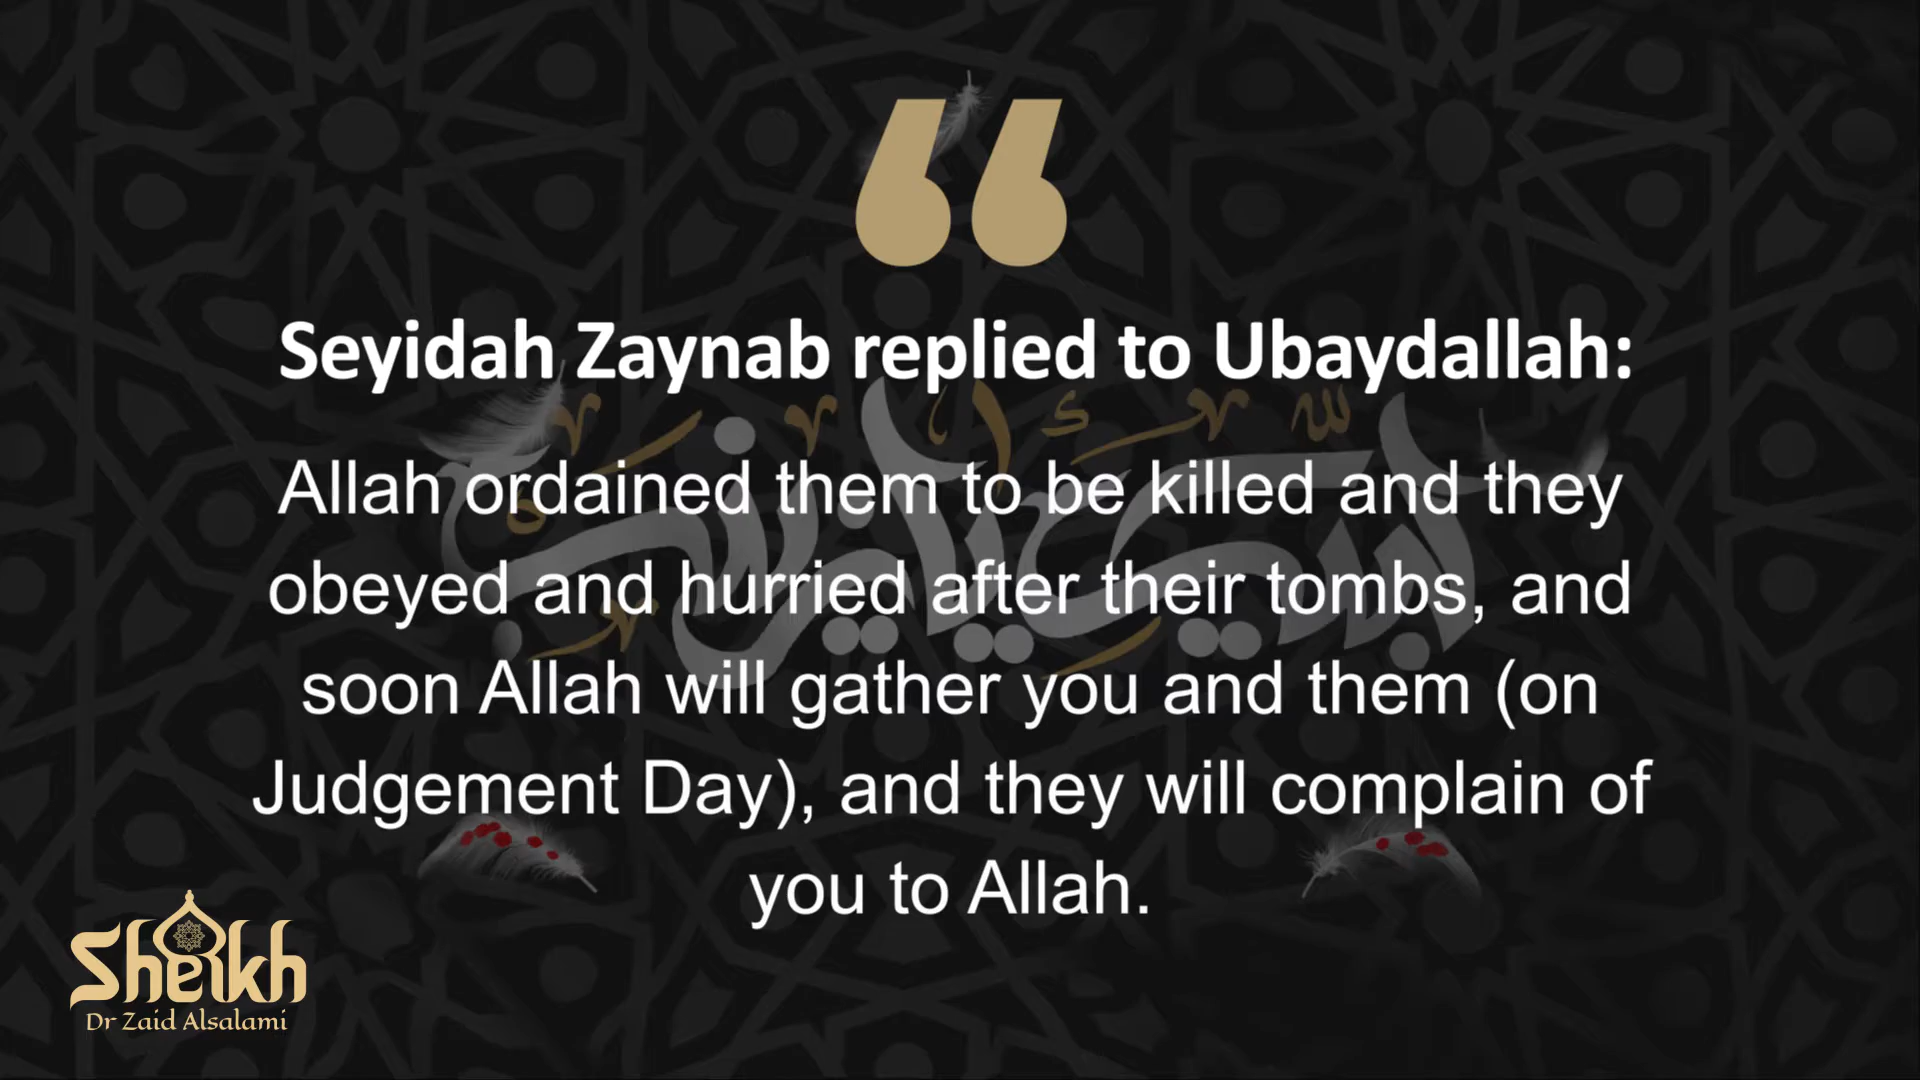 Seyidah Zaynab replied to Ubaydallah:
Allah ordained them to be killed and they
obeyed and hurried after their tombs, and
soon Allah will gather you and them (on
Judgement Day), and they will complain of
you to Allah.
Sheikh
Dr Zaid Alsalami